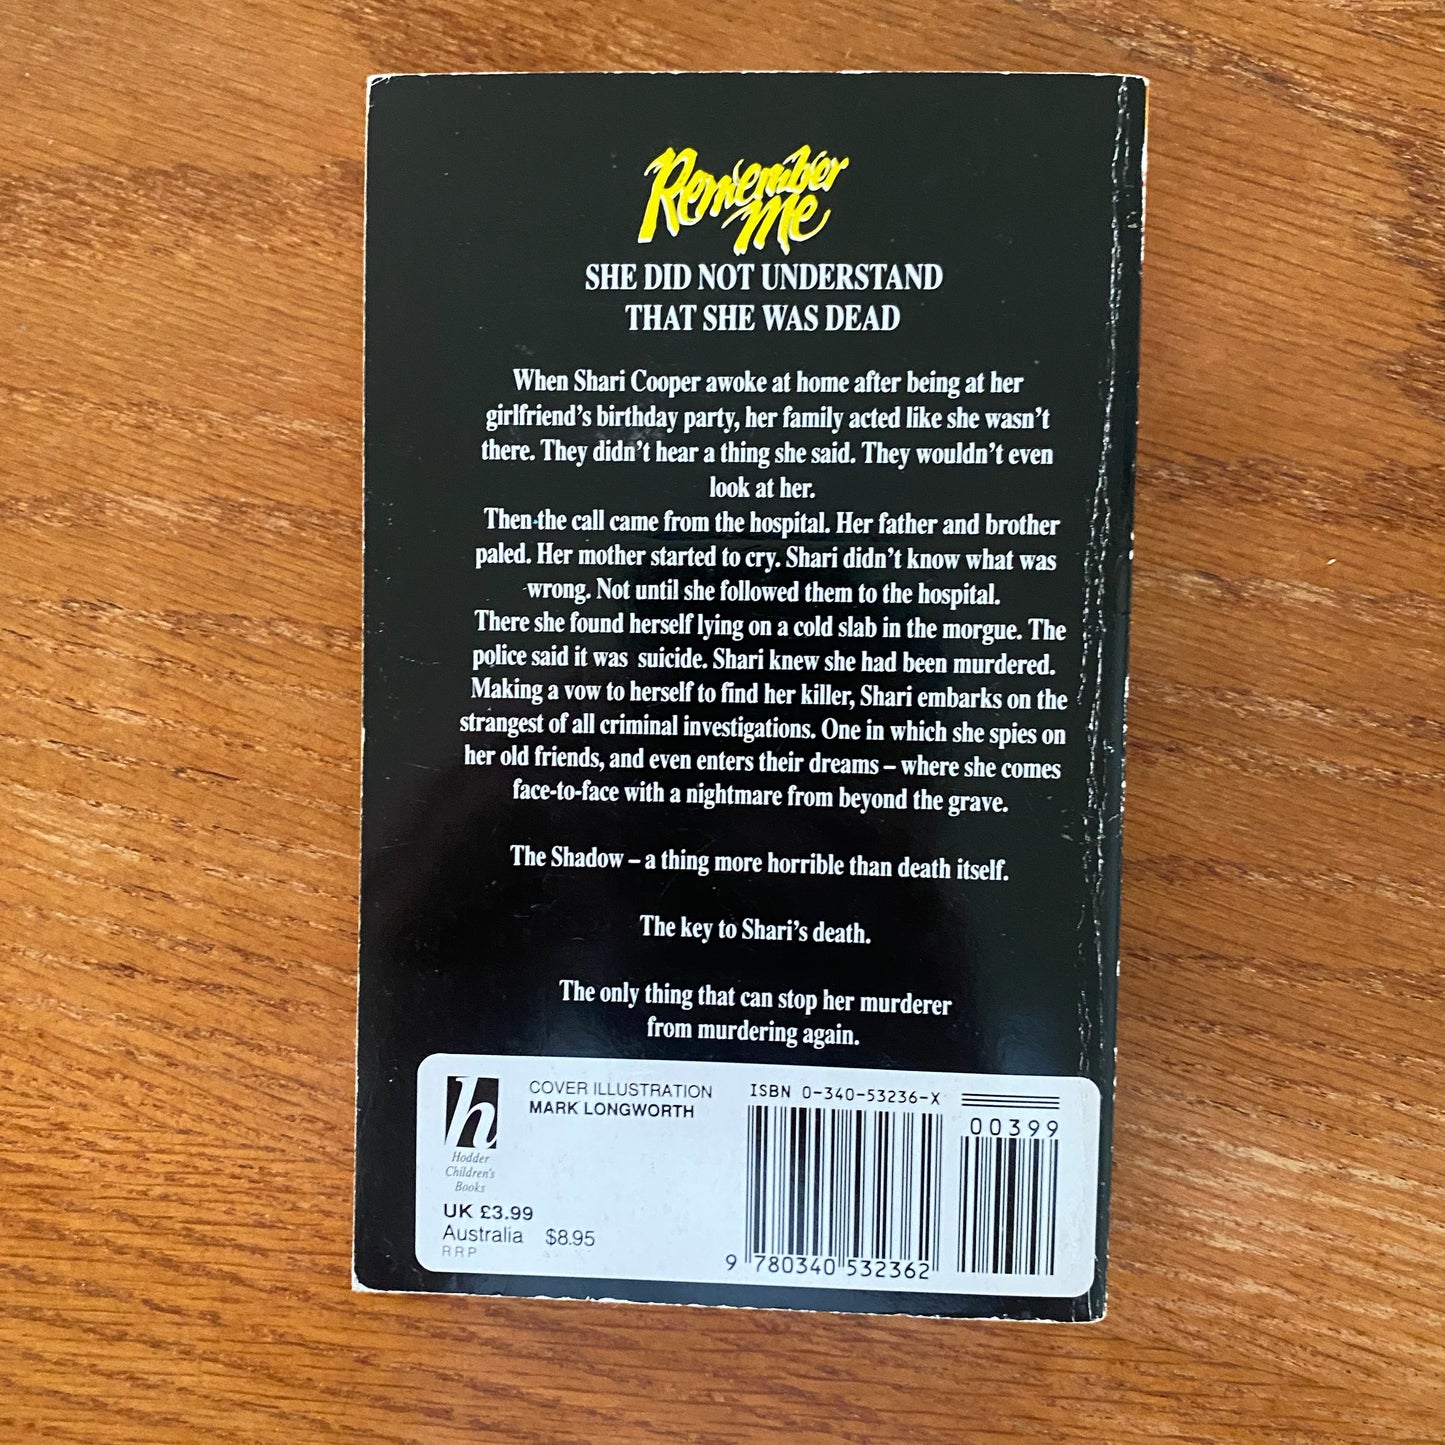 Remember
Me
SHE DID NOT UNDERSTAND
THAT SHE WAS DEAD
When Shari Cooper awoke at home after being at her
girlfriend's birthday party, her family acted like she wasn't
there. They didn't hear a thing she said. They wouldn't even
look at her.
Then the call came from the hospital. Her father and brother
paled. Her mother started to cry. Shari didn't know what was
wrong. Not until she followed them to the hospital.
There she found herself lying on a cold slab in the morgue. The
police said it was suicide. Shari knew she had been murdered.
Making a vow to herself to find her killer, Shari embarks on the
strangest of all criminal investigations. One in which she spies on
her old friends, and even enters their dreams – where she comes
face-to-face with a nightmare from beyond the grave.
The Shadow – a thing more horrible than death itself.
The key to Shari's death.
The only thing that can stop her murderer
from murdering again.
h
Hodder
Children's
Books
COVER ILLUSTRATION
MARK LONGWORTH
UK £3.99
Australia $8.95
RRP
ISBN 0-340-53236-X
00399
9 780340 532362